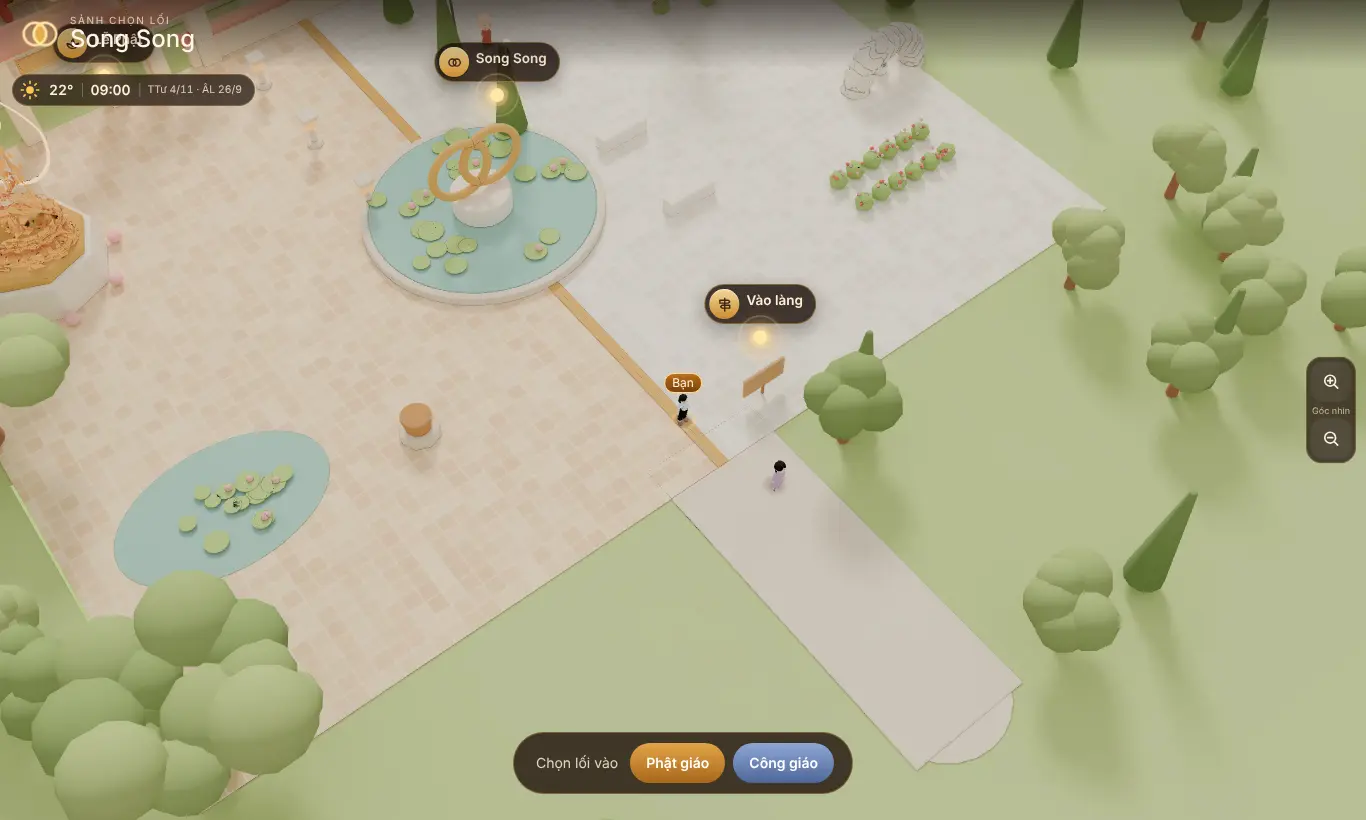 SẢNH CHỌN LỐI
Song Song
22° 09:00 TTư 4/11 · ÂL 26/9
Song Song
Vào làng
Bạn
Góc nhìn
Chọn lối vào Phật giáo Công giáo